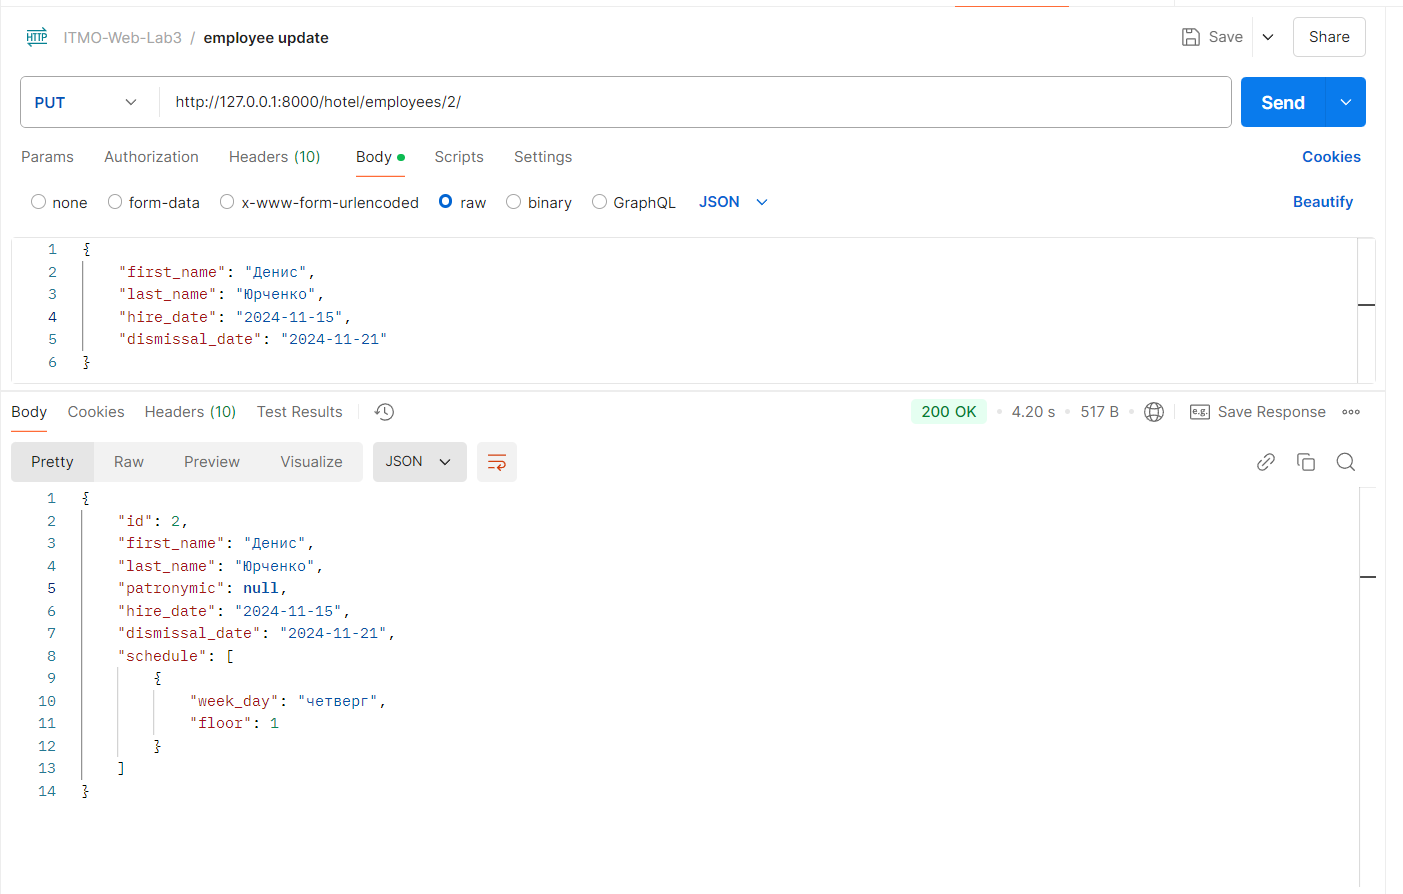 HTTP ITMO-Web-Lab3 / employee update Save Share
PUT http://127.0.0.1:8000/hotel/employees/2/ Send
Params Authorization Headers (10) Body Scripts Settings Cookies
none form-data x-www-form-urlencoded raw binary GraphQL JSON Beautify
1 {
2 "first_name": "Денис",
3 "last_name": "Юрченко",
4 "hire_date": "2024-11-15",
5 "dismissal_date": "2024-11-21"
6 }
Body Cookies Headers (10) Test Results 200 OK 4.20 s 517 B e.g. Save Response
Pretty Raw Preview Visualize JSON
1 {
2 "id": 2,
3 "first_name": "Денис",
4 "last_name": "Юрченко",
5 "patronymic": null,
6 "hire_date": "2024-11-15",
7 "dismissal_date": "2024-11-21",
8 "schedule": [
9 {
10 "week_day": "четверг",
11 "floor": 1
12 }
13 ]
14 }